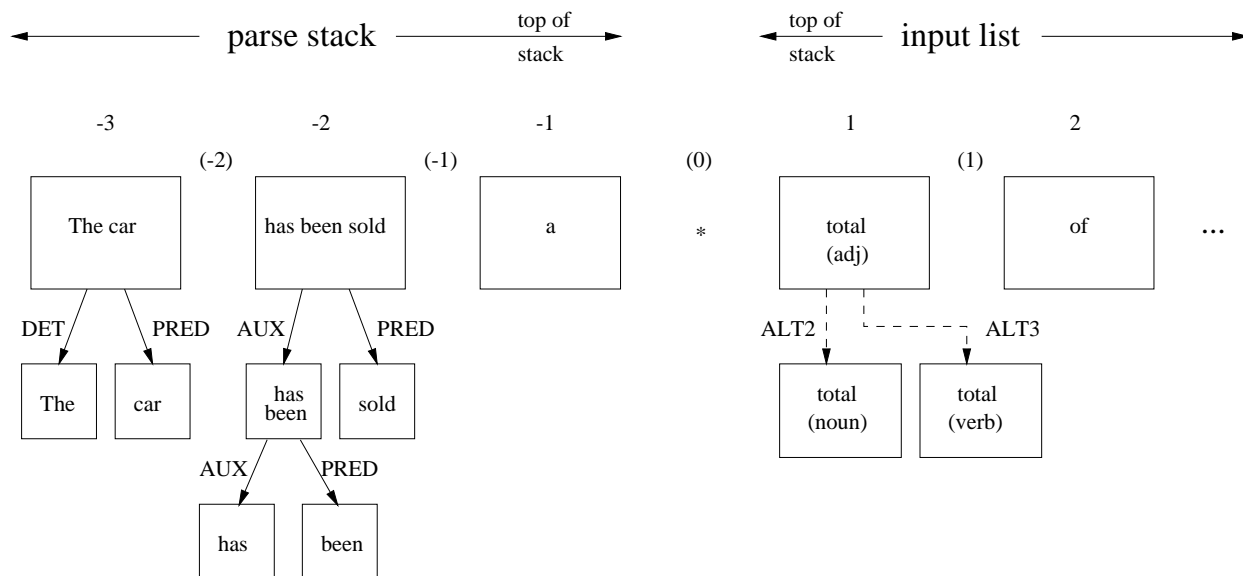 parse stack
top of
stack
top of
stack
input list
-3
-2
-1
1
2
(-2)
(-1)
(0)
(1)
The car
has been sold
a
*
total
(adj)
of
...
DET
PRED
AUX
PRED
ALT2
ALT3
The
car
has
been
sold
total
(noun)
total
(verb)
AUX
PRED
has
been